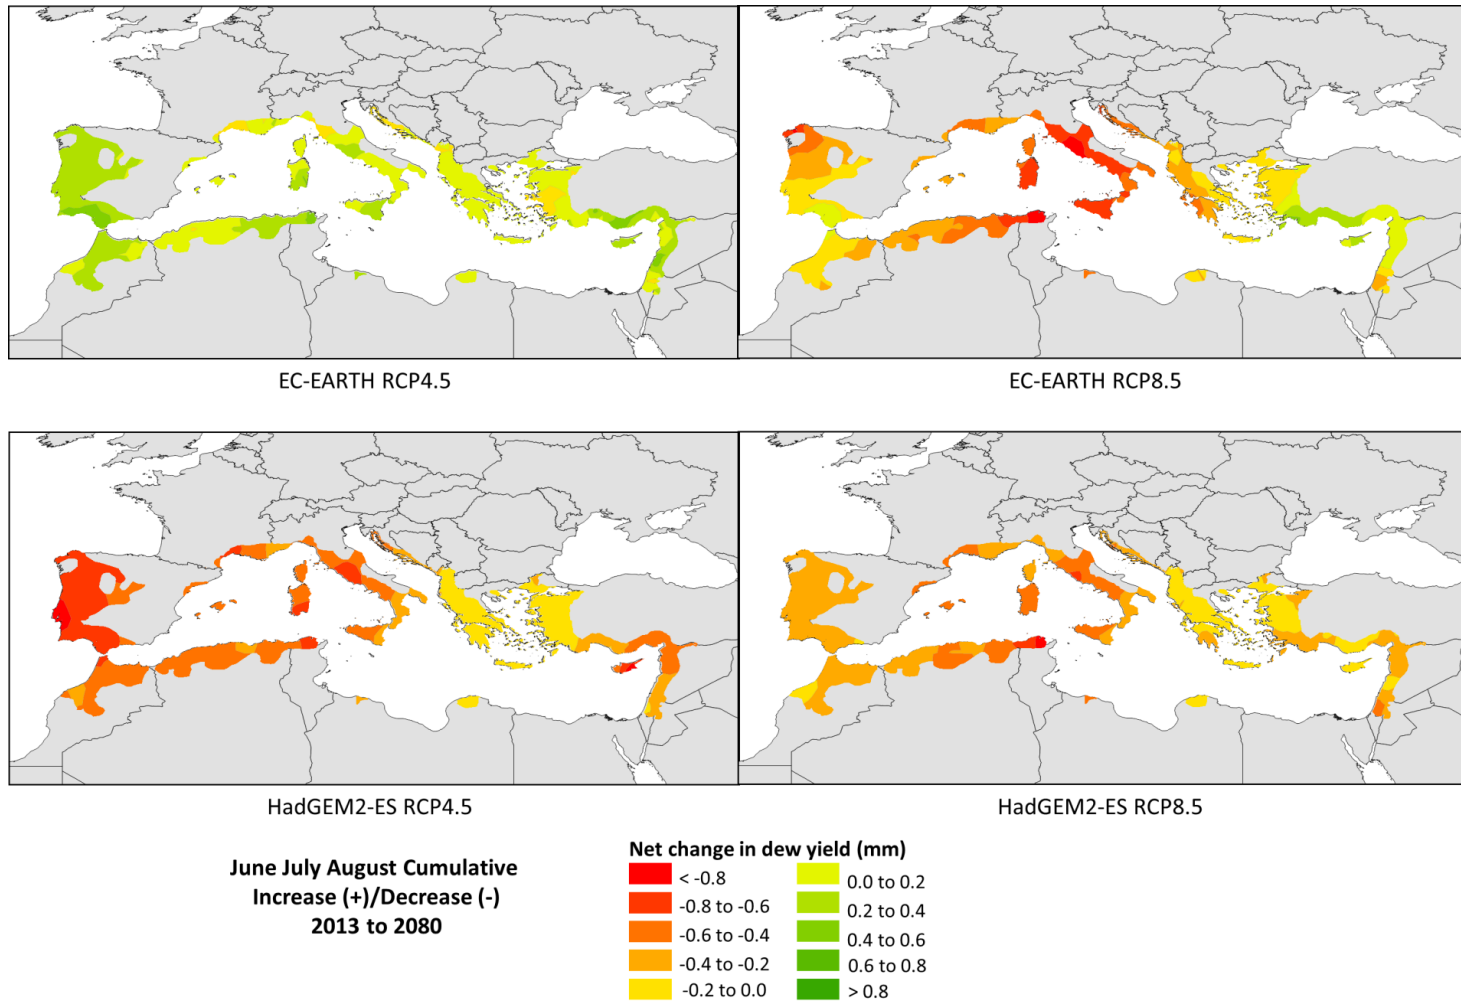 EC-EARTH RCP4.5
EC-EARTH RCP8.5
HadGEM2-ES RCP4.5
HadGEM2-ES RCP8.5
June July August Cumulative
Increase (+)/Decrease (-)
2013 to 2080
Net change in dew yield (mm)
< -0.8
-0.8 to -0.6
-0.6 to -0.4
-0.4 to -0.2
-0.2 to 0.0
0.0 to 0.2
0.2 to 0.4
0.4 to 0.6
0.6 to 0.8
> 0.8